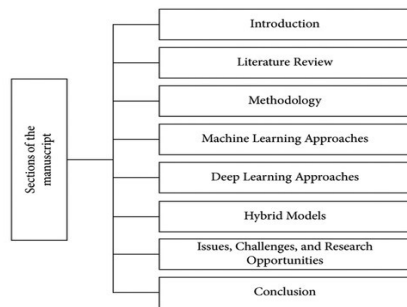 Sections of the
manuscript
Introduction
Literature Review
Methodology
Machine Learning Approaches
Deep Learning Approaches
Hybrid Models
Issues, Challenges, and Research
Opportunities
Conclusion